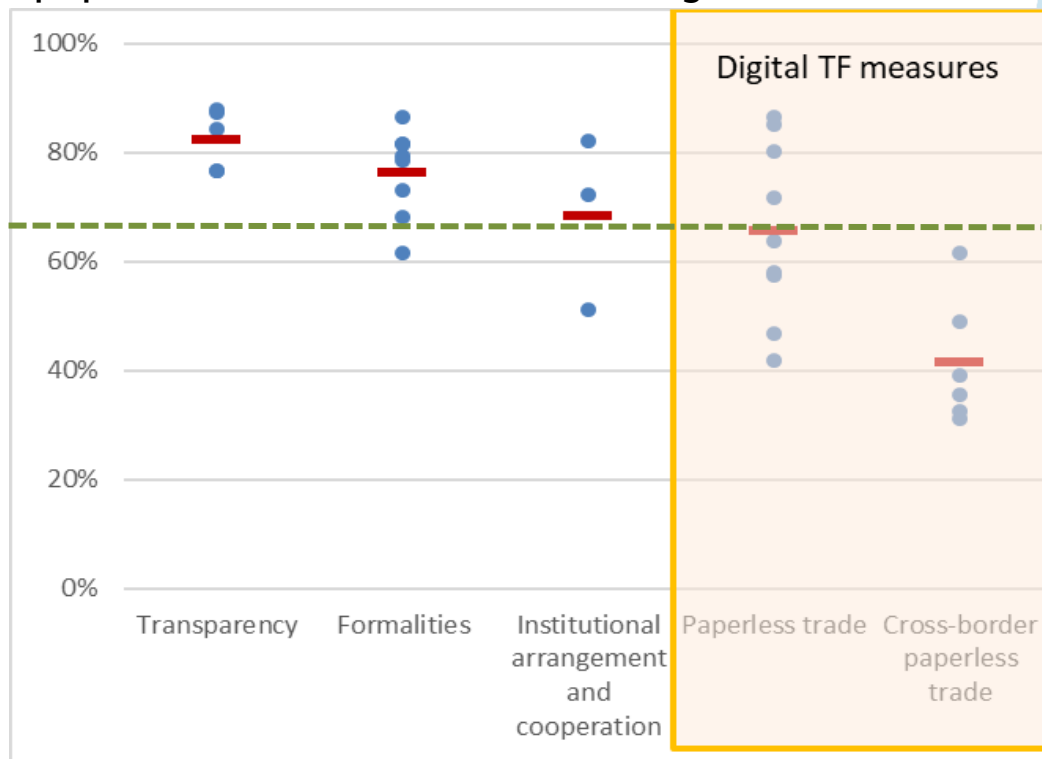 100%
Digital TF measures
80%
60%
40%
20%
0%
Transparency
Formalities
Institutional
arrangement
and
cooperation
Paperless trade
Cross-border
paperless
trade